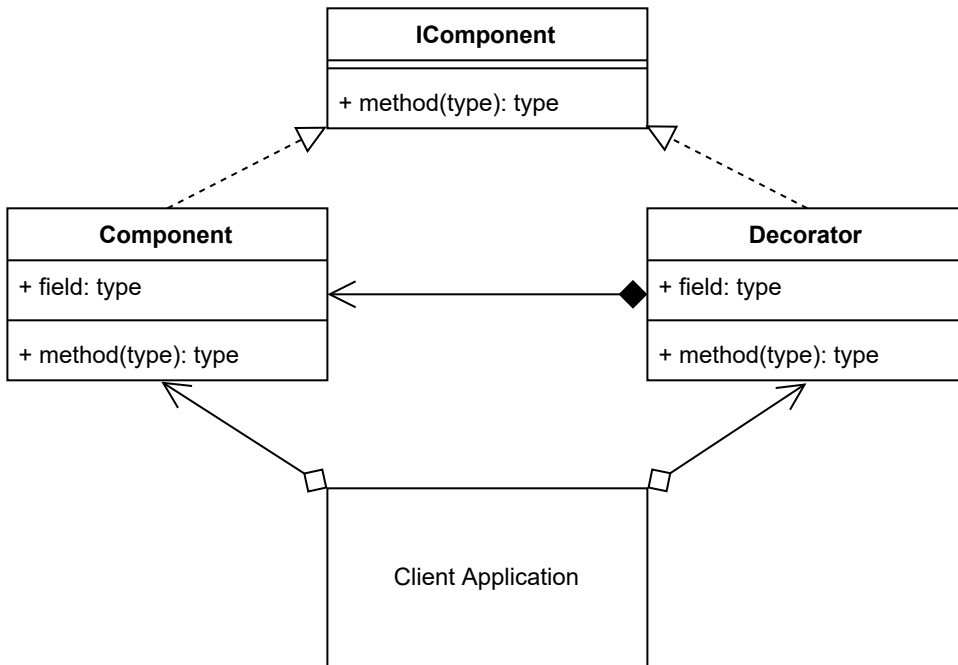 IComponent
+ method(type): type
Component
+ field: type
+ method(type): type
Decorator
+ field: type
+ method(type): type
Client Application